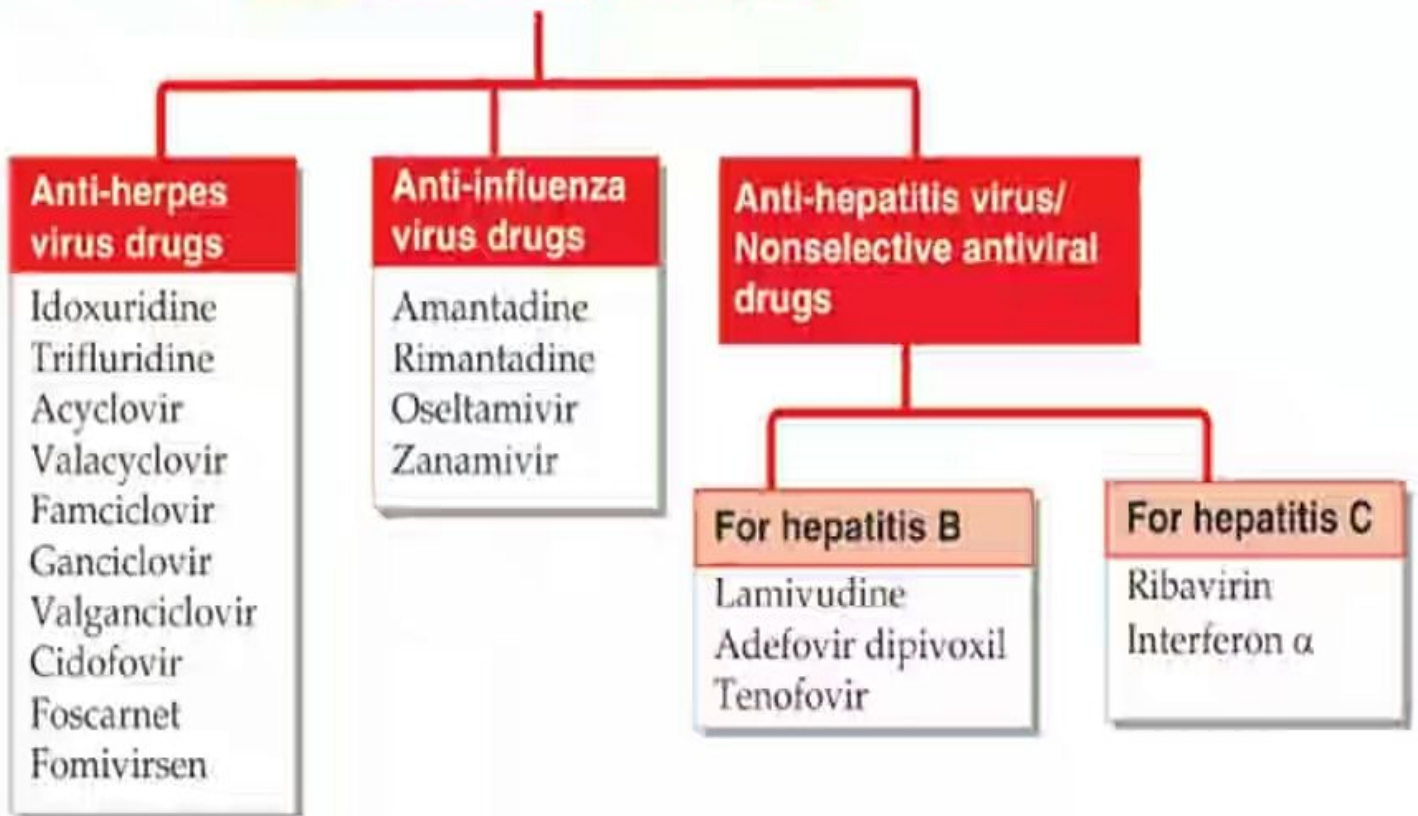 Anti-herpes
virus drugs
Idoxuridine
Trifluridine
Acyclovir
Valacyclovir
Famciclovir
Ganciclovir
Valganciclovir
Cidofovir
Foscarnet
Fomivirsen
Anti-influenza
virus drugs
Amantadine
Rimantadine
Oseltamivir
Zanamivir
Anti-hepatitis virus/
Nonselective antiviral
drugs
For hepatitis B
Lamivudine
Adefovir dipivoxil
Tenofovir
For hepatitis C
Ribavirin
Interferon α